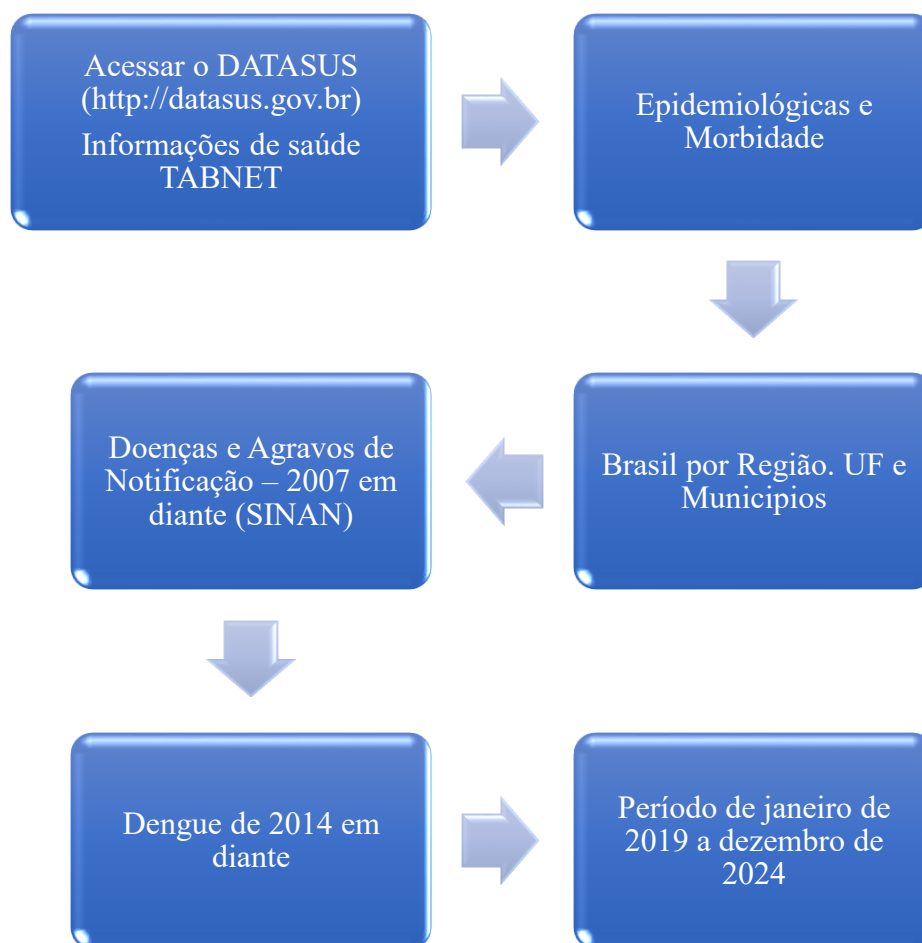 Acessar o DATASUS
(http://datasus.gov.br)
Informações de saúde
TABNET
Epidemiológicas e
Morbidade
Brasil por Região. UF e
Municipios
Doenças e Agravos de
Notificação – 2007 em
diante (SINAN)
Dengue de 2014 em
diante
Período de janeiro de
2019 a dezembro de
2024